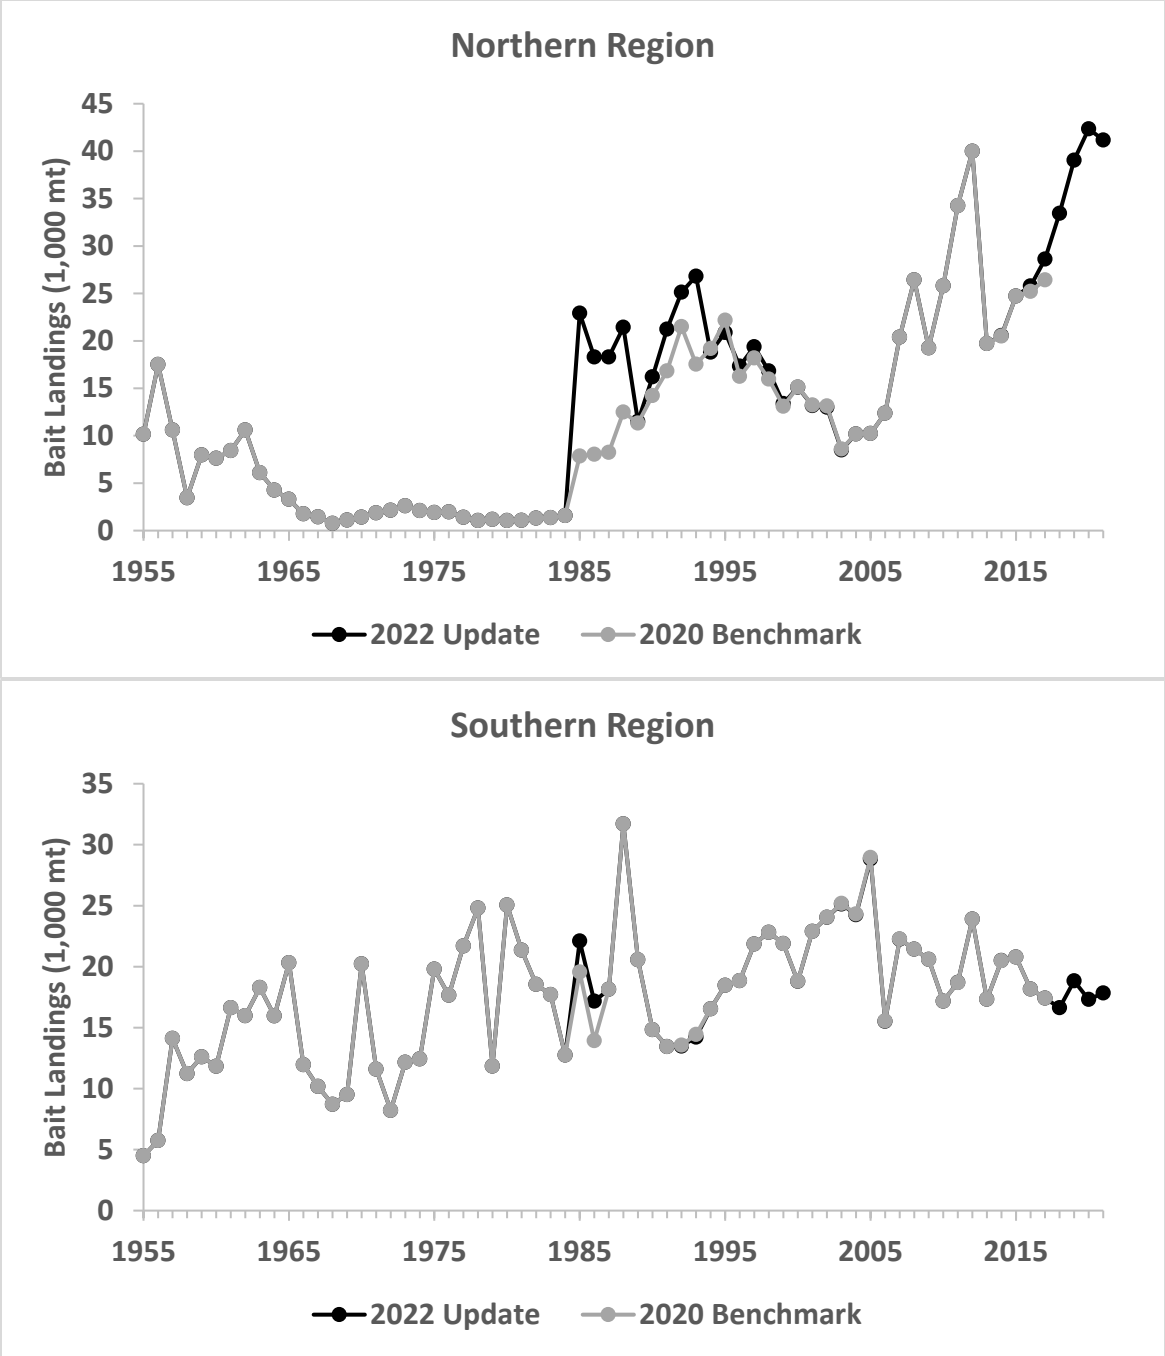 Northern Region
Bait Landings (1,000 mt)
45
40
35
30
25
20
15
10
5
0
1955 1965 1975 1985 1995 2005 2015
2022 Update 2020 Benchmark
Southern Region
Bait Landings (1,000 mt)
35
30
25
20
15
10
5
0
1955 1965 1975 1985 1995 2005 2015
2022 Update 2020 Benchmark